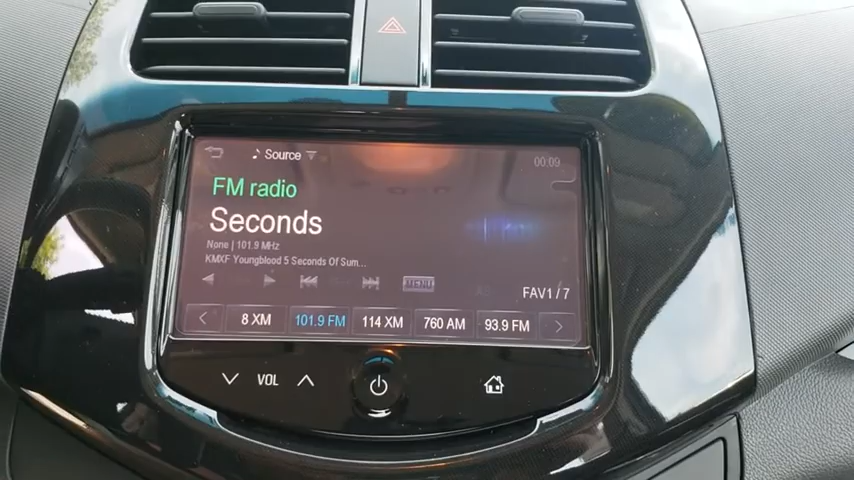 Source
00:09
FM radio
Seconds
None | 101.9 MHz
KMXF Youngblood 5 Seconds Of Sum...
MENU
FAV1 / 7
8 XM 101.9 FM 114 XM 760 AM 93.9 FM
VOL